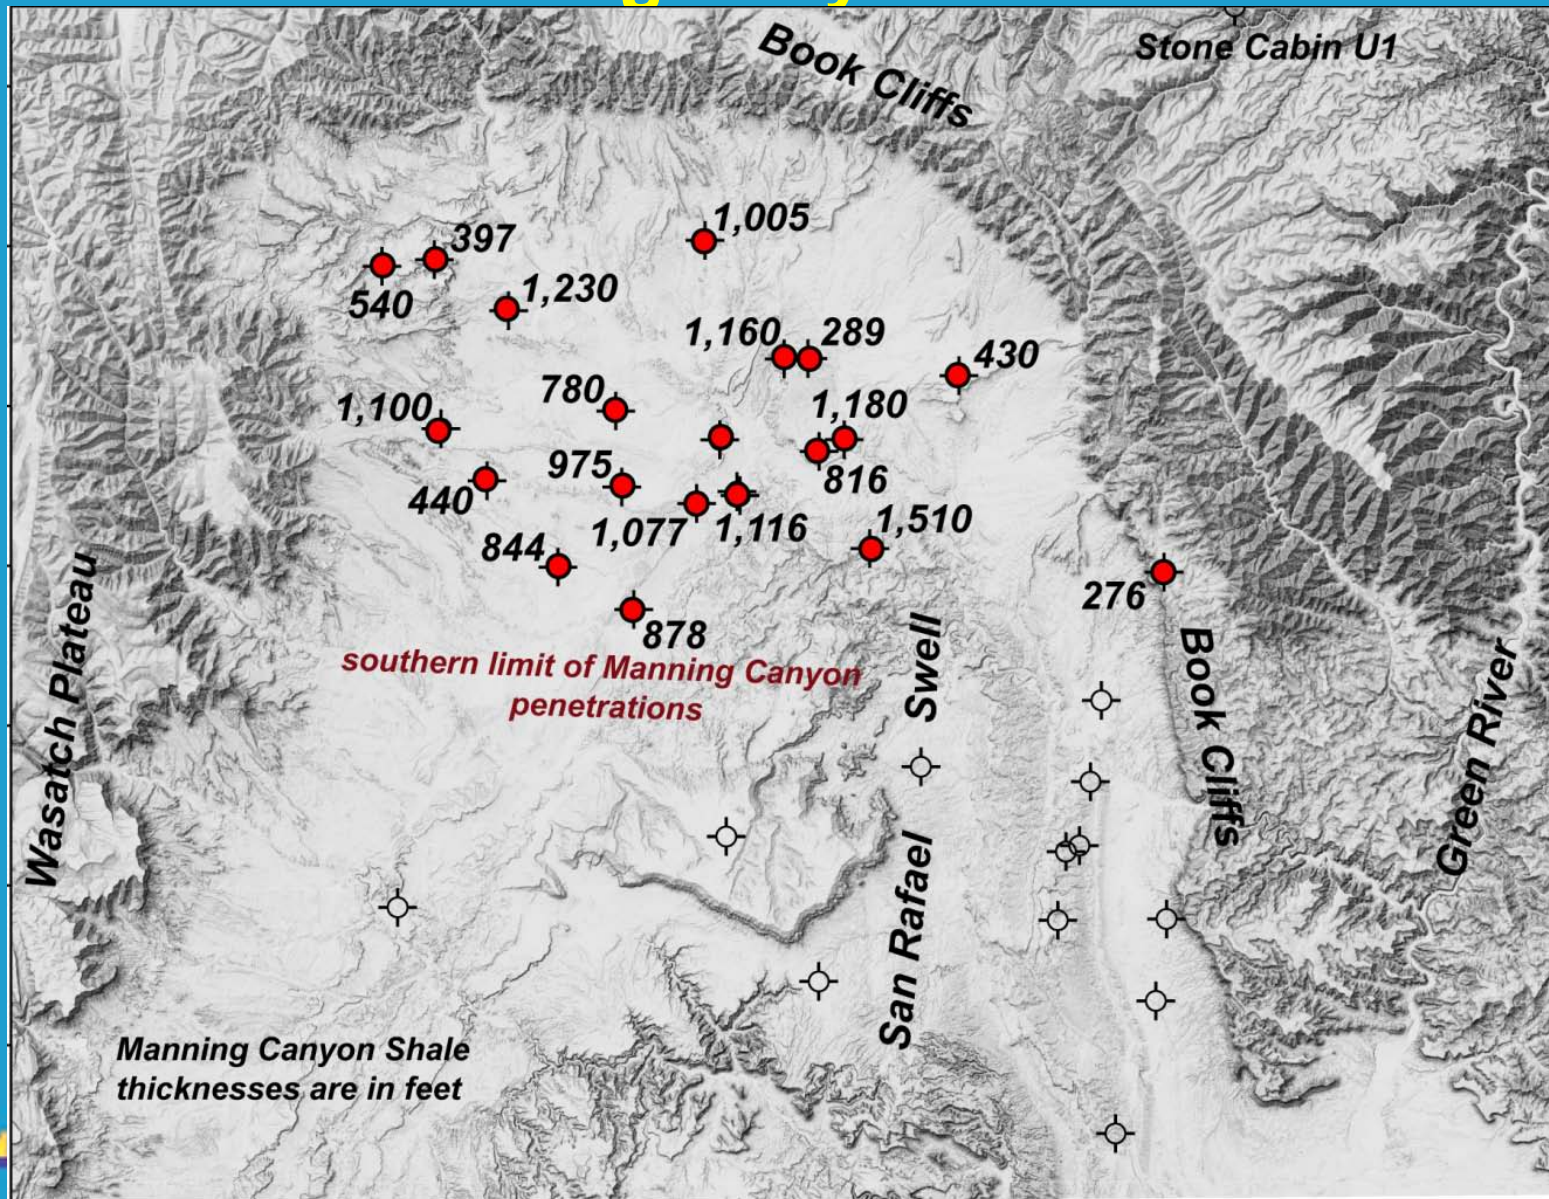 Book Cliffs
Stone Cabin U1
397
1,005
540
1,230
1,160
289
430
780
1,100
1,180
975
816
440
1,077
1,116
1,510
844
276
878
southern limit of Manning Canyon
penetrations
Wasatch Plateau
San Rafael Swell
Book Cliffs
Green River
Manning Canyon Shale
thicknesses are in feet